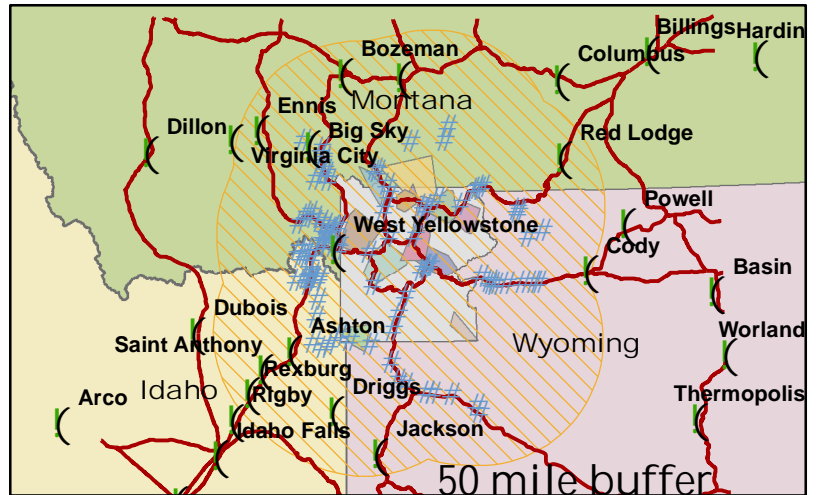 Billings
Hardin
Bozeman
Columbus
Montana
Ennis
Dillon
Big Sky
Red Lodge
Virginia City
Powell
West Yellowstone
Cody
Basin
Dubois
Ashton
Worland
Saint Anthony
Wyoming
Rexburg
Idaho
Driggs
Arco
Rigby
Thermopolis
Idaho Falls
Jackson
50 mile buffer